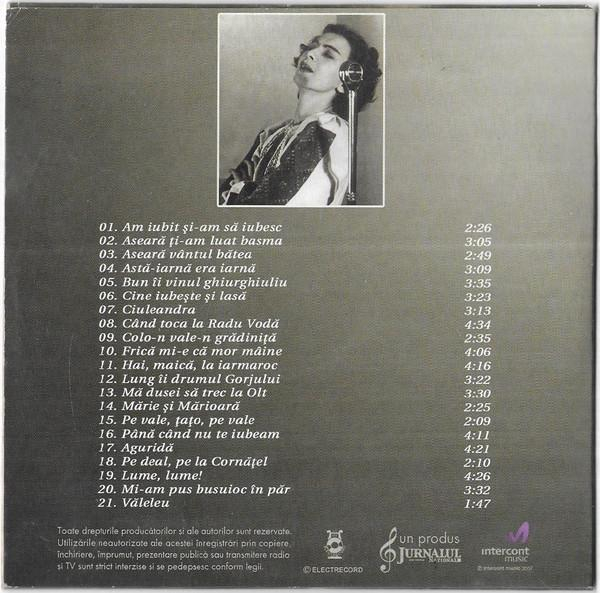 01. Am iubit şi-am să iubesc 2:26
02. Aseară ţi-am luat basma 3:05
03. Aseară vântul bătea 2:49
04. Astă-iarnă era iarnă 3:09
05. Bun îi vinul ghiurghiuliu 3:35
06. Cine iubeşte şi lasă 3:23
07. Ciuleandra 3:13
08. Când toca la Radu Vodă 4:34
09. Colo-n vale-n grădiniţă 2:35
10. Frică mi-e că mor mâine 4:06
11. Hai, maică, la iarmaroc 4:16
12. Lung îi drumul Gorjului 3:22
13. Mă dusei să trec la Olt 3:30
14. Mărie şi Mărioară 2:25
15. Pe vale, ţaţo, pe vale 2:09
16. Până când nu te iubeam 4:11
17. Aguridă 4:21
18. Pe deal, pe la Cornăţel 2:10
19. Lume, lume! 4:26
20. Mi-am pus busuioc în păr 3:32
21. Văleleu 1:47
Toate drepturile producătorilor si ale autorilor sunt rezervate.
Utilizările neautorizate ale acestei înregistrări prin copiere,
închiriere, împrumut, prezentare publică sau transmitere radio
si TV sunt strict interzise si se pedepsesc conform legii.
© ELECTRECORD
un produs
JURNALUL
NAŢIONAL
intercont
music
© intercont music 2007